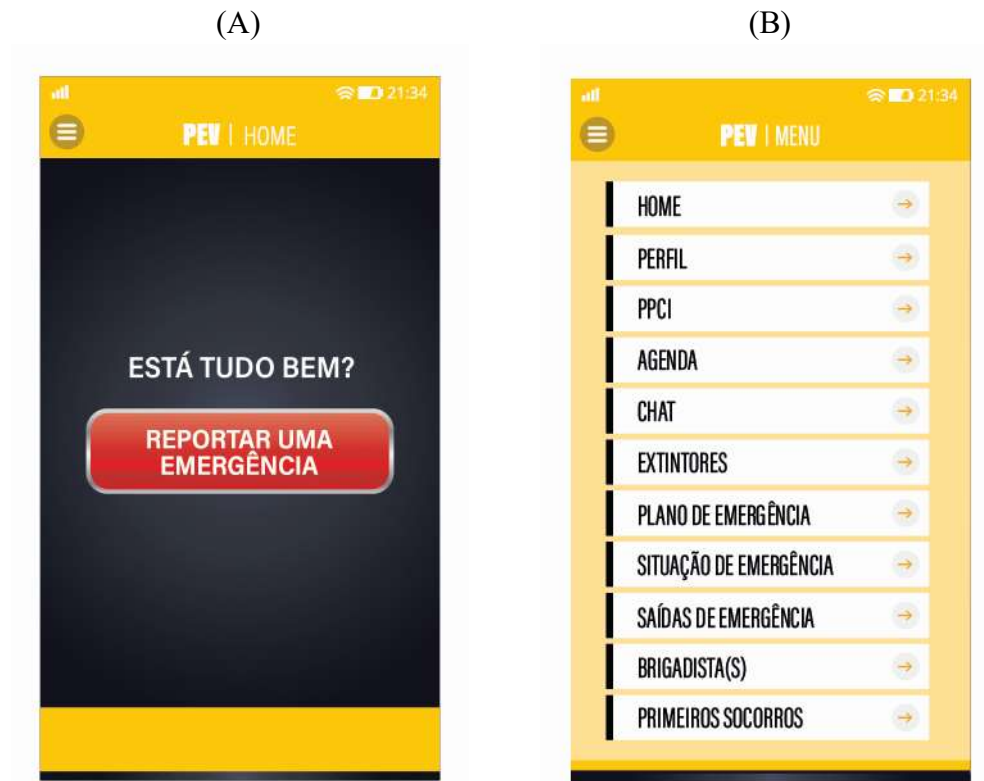 (A)
21:34
PEV | HOME
ESTÁ TUDO BEM?
REPORTAR UMA
EMERGÊNCIA
(B)
21:34
PEV | MENU
HOME
PERFIL
PPCI
AGENDA
CHAT
EXTINTORES
PLANO DE EMERGÊNCIA
SITUAÇÃO DE EMERGÊNCIA
SAÍDAS DE EMERGÊNCIA
BRIGADISTA(S)
PRIMEIROS SOCORROS